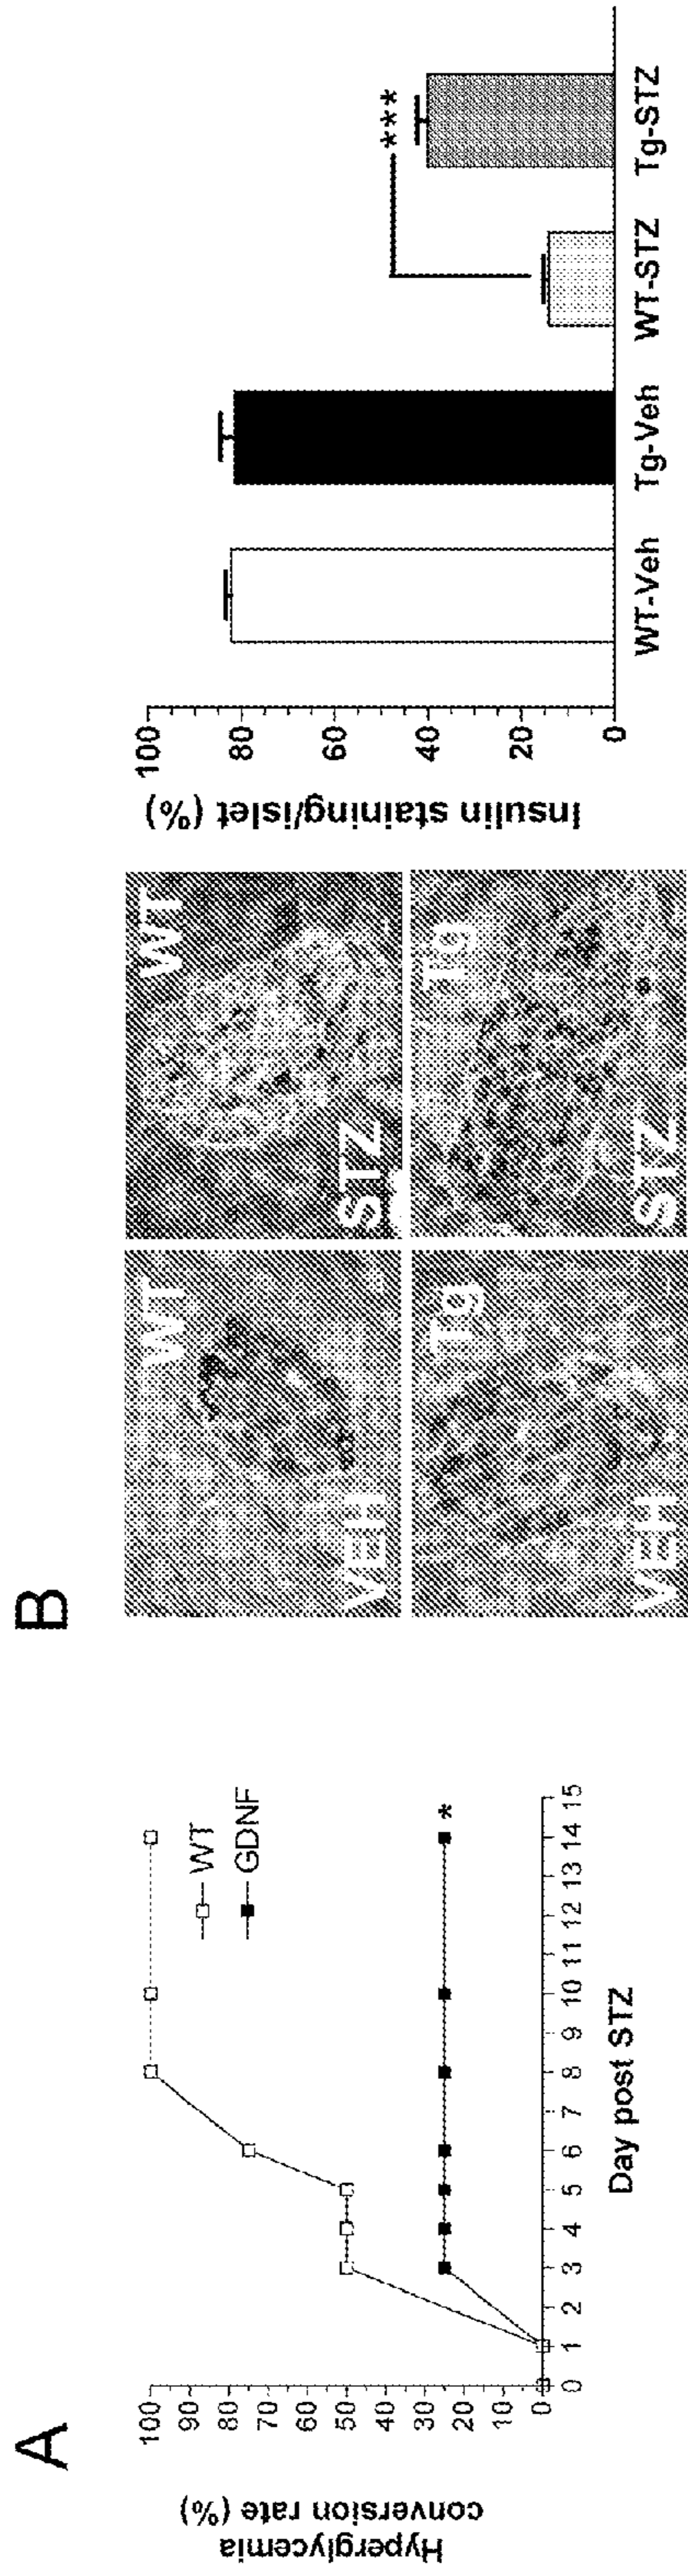 A
Hyperglycemia
conversion rate (%)
100
90
80
70
60
50
40
30
20
10
0
0 1 2 3 4 5 6 7 8 9 10 11 12 13 14 15
Day post STZ
WT
GDNF
*
B
WT
VEH
WT
STZ
Tg
VEH
Tg
STZ
Insulin staining/islet (%)
100
80
60
40
20
0
***
WT-Veh Tg-Veh WT-STZ Tg-STZ